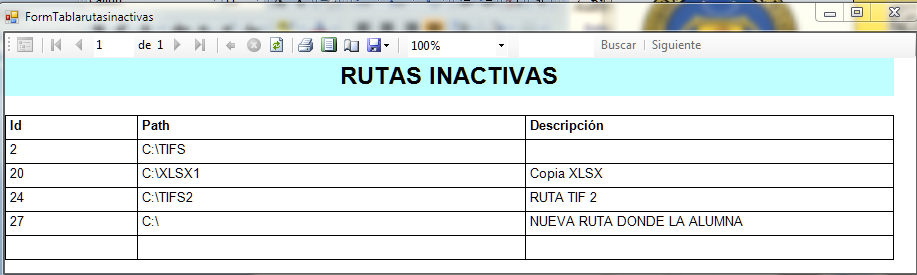 FormTablarutasinactivas
1 de 1 100% Buscar Siguiente
RUTAS INACTIVAS
Id Path Descripción
2 C:\TIFS
20 C:\XLSX1 Copia XLSX
24 C:\TIFS2 RUTA TIF 2
27 C:\ NUEVA RUTA DONDE LA ALUMNA